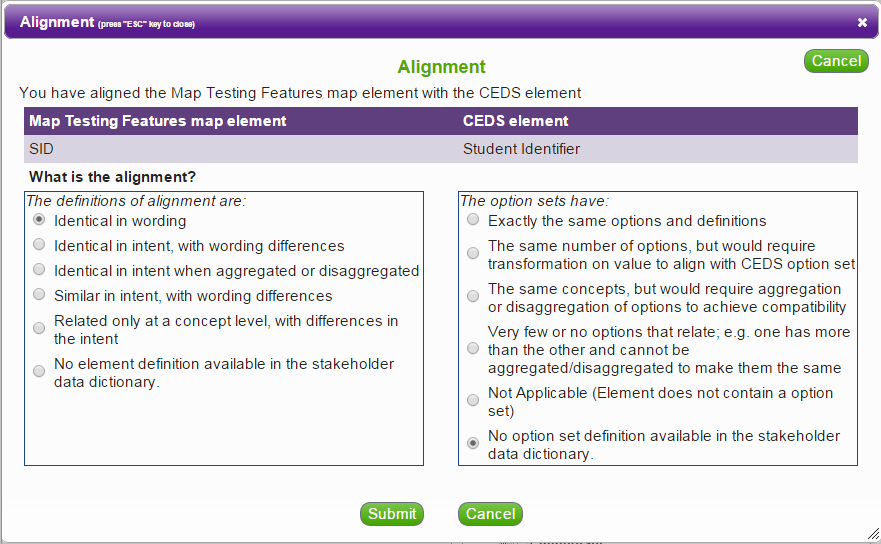 Alignment (press "ESC" key to close)
Alignment
Cancel
You have aligned the Map Testing Features map element with the CEDS element
Map Testing Features map element CEDS element
SID Student Identifier
What is the alignment?
The definitions of alignment are:
Identical in wording
Identical in intent, with wording differences
Identical in intent when aggregated or disaggregated
Similar in intent, with wording differences
Related only at a concept level, with differences in
the intent
No element definition available in the stakeholder
data dictionary.
The option sets have:
Exactly the same options and definitions
The same number of options, but would require
transformation on value to align with CEDS option set
The same concepts, but would require aggregation
or disaggregation of options to achieve compatibility
Very few or no options that relate; e.g. one has more
than the other and cannot be
aggregated/disaggregated to make them the same
Not Applicable (Element does not contain a option
set)
No option set definition available in the stakeholder
data dictionary.
Submit Cancel